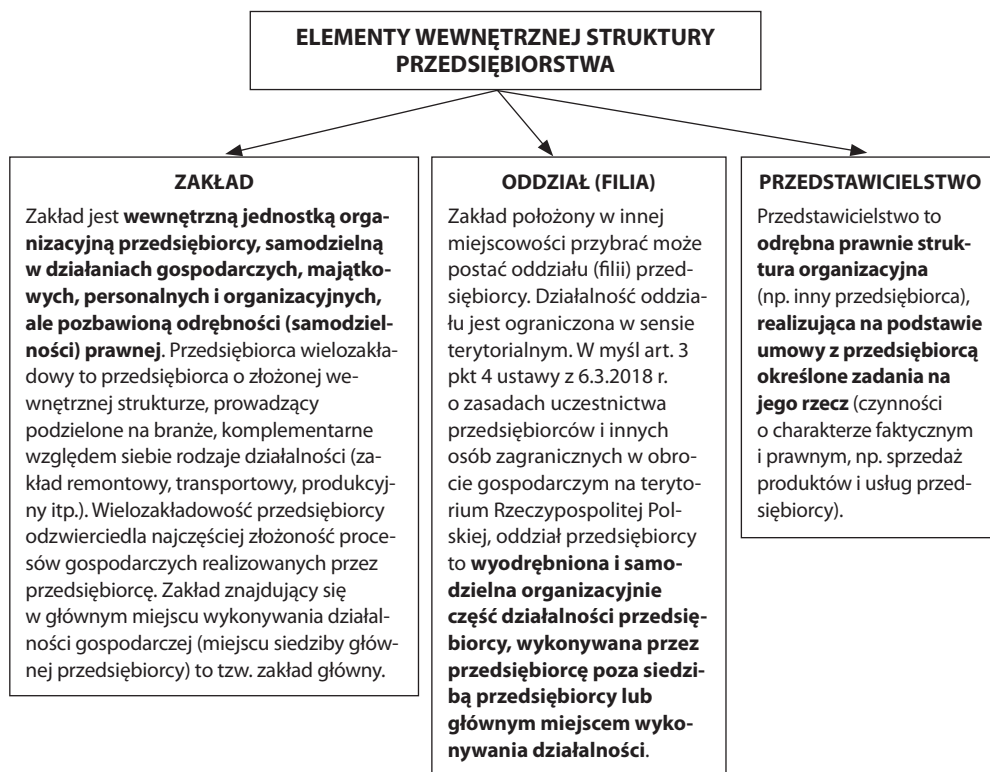 ELEMENTY WEWNĘTRZNEJ STRUKTURY
PRZEDSIĘBIORSTWA
ZAKŁAD
Zakład jest wewnętrzną jednostką orga-
nizacyjną przedsiębiorcy, samodzielną
w działaniach gospodarczych, majątko-
wych, personalnych i organizacyjnych,
ale pozbawioną odrębności (samodziel-
ności) prawnej. Przedsiębiorca wielozakła-
dowy to przedsiębiorca o złożonej we-
wnętrznej strukturze, prowadzący
podzielone na branże, komplementarne
względem siebie rodzaje działalności (za-
kład remontowy, transportowy, produkcyj-
ny itp.). Wielozakładowość przedsiębiorcy
odzwierciedla najczęściej złożoność proce-
sów gospodarczych realizowanych przez
przedsiębiorcę. Zakład znajdujący się
w głównym miejscu wykonywania działal-
ności gospodarczej (miejscu siedziby głów-
nej przedsiębiorcy) to tzw. zakład główny.
ODDZIAŁ (FILIA)
Zakład położony w innej
miejscowości przybrać może
postać oddziału (filii) przed-
siębiorcy. Działalność oddzia-
łu jest ograniczona w sensie
terytorialnym. W myśl art. 3
pkt 4 ustawy z 6.3.2018 r.
o zasadach uczestnictwa
przedsiębiorców i innych
osób zagranicznych w obro-
cie gospodarczym na teryto-
rium Rzeczypospolitej Pol-
skiej, oddział przedsiębiorcy
to wyodrębniona i samo-
dzielna organizacyjnie
część działalności przedsię-
biorcy, wykonywana przez
przedsiębiorcę poza siedzi-
bą przedsiębiorcy lub
głównym miejscem wyko-
nywania działalności.
PRZEDSTAWICIELSTWO
Przedstawicielstwo to
odrębna prawnie struk-
tura organizacyjna
(np. inny przedsiębiorca),
realizująca na podstawie
umowy z przedsiębiorcą
określone zadania na
jego rzecz (czynności
o charakterze faktycznym
i prawnym, np. sprzedaż
produktów i usług przed-
siębiorcy).